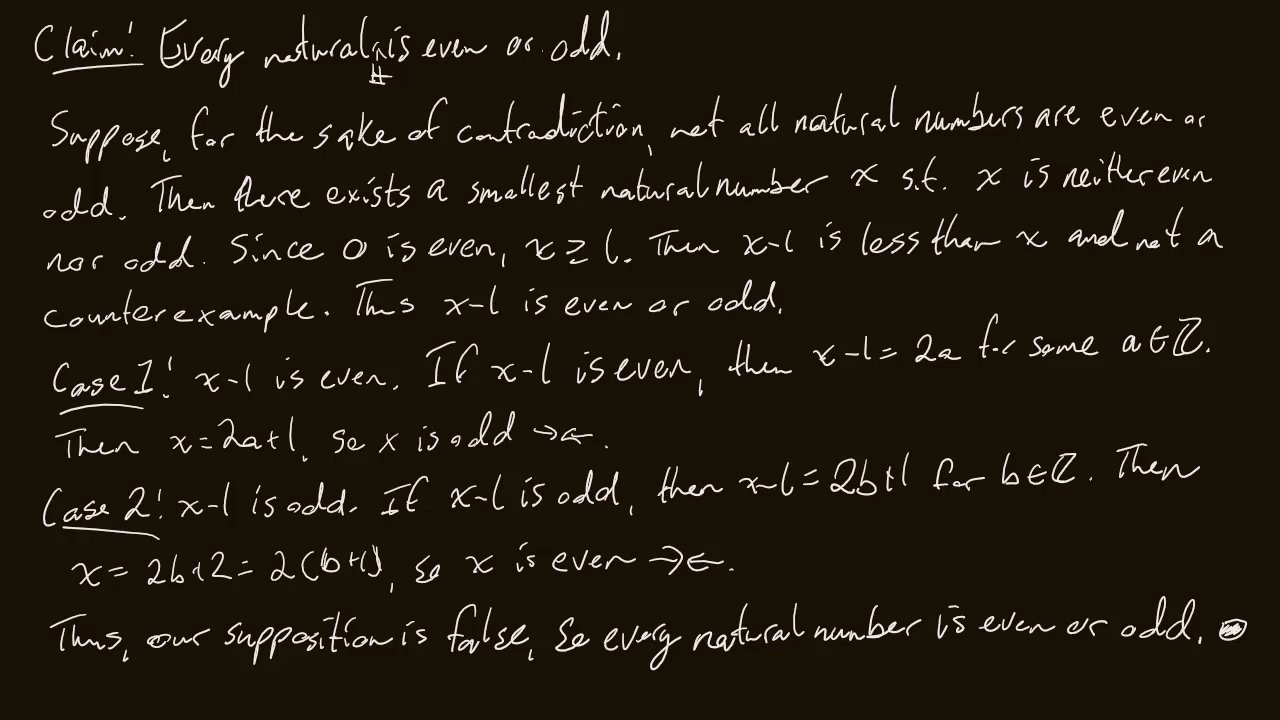 Claim: Every natural # is even or odd.
Suppose, for the sake of contradiction, not all natural numbers are even or
odd. Then there exists a smallest natural number x s.t. x is neither even
nor odd. Since 0 is even, x ≥ 1. Then x-1 is less than x and not a
counterexample. Thus x-1 is even or odd.
Case 1: x-1 is even. If x-1 is even, then x-1 = 2a for some a∈ℤ.
Then x=2a+1, so x is odd →←.
Case 2: x-1 is odd. If x-1 is odd, then x-1 = 2b+1 for b∈ℤ. Then
x = 2b+2 = 2(b+1), so x is even →←.
Thus, our supposition is false, so every natural number is even or odd.